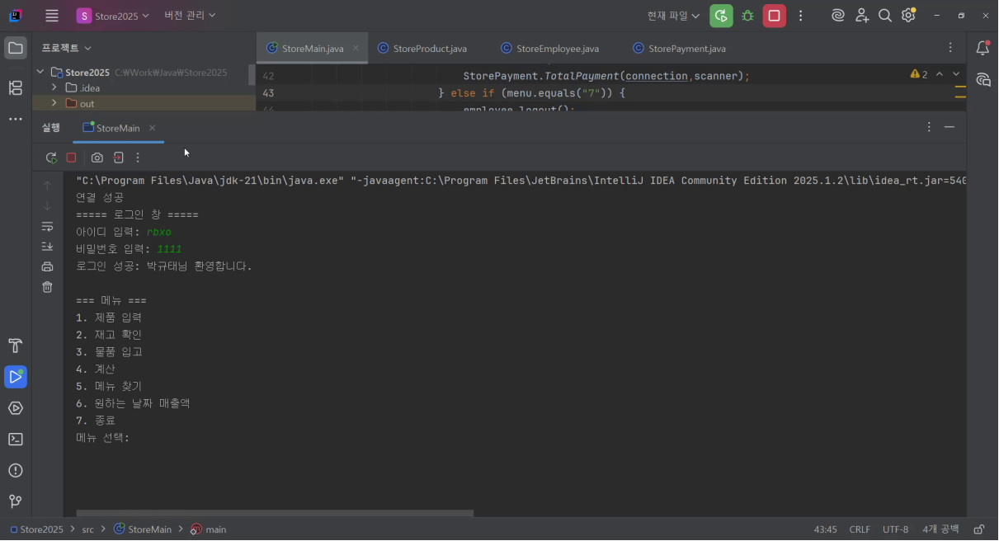 S Store2025 버전 관리 현재 파일
프로젝트
StoreMain.java StoreProduct.java StoreEmployee.java StorePayment.java
Store2025 C:₩Work₩Java₩Store2025
.idea
out
42 StorePayment.TotalPayment(connection,scanner);
2
43 } else if (menu.equals("7")) {
44 employee.logout();
실행 StoreMain
"C:\Program Files\Java\jdk-21\bin\java.exe" "-javaagent:C:\Program Files\JetBrains\IntelliJ IDEA Community Edition 2025.1.2\lib\idea_rt.jar=540
연결 성공
===== 로그인 창 =====
아이디 입력: rbxo
비밀번호 입력: 1111
로그인 성공: 박규태님 환영합니다.
=== 메뉴 ===
1. 제품 입력
2. 재고 확인
3. 물품 입고
4. 계산
5. 메뉴 찾기
6. 원하는 날짜 매출액
7. 종료
메뉴 선택:
Store2025 > src > StoreMain > main 43:45 CRLF UTF-8 4개 공백